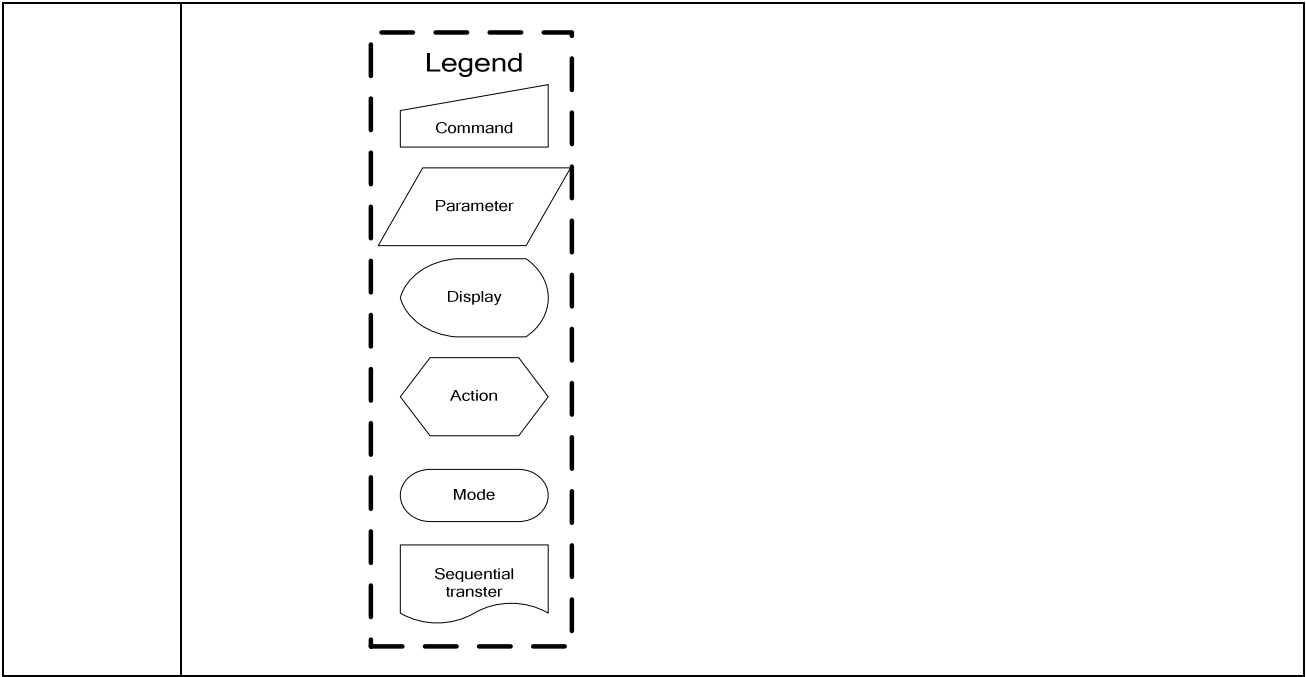 Legend
Command
Parameter
Display
Action
Mode
Sequential
transter